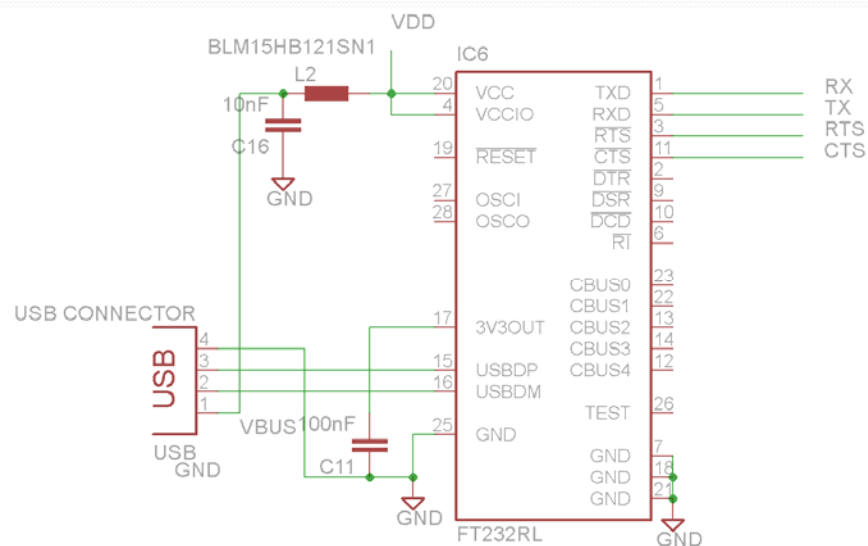 VDD
BLM15HB121SN1
L2
IC6
10nF
C16
GND
20 VCC
4 VCCIO
19 RESET
27 OSCI
28 OSCO
17 3V3OUT
15 USBDP
16 USBDM
25 GND
TXD 1 RX
RXD 5 TX
RTS 3 RTS
CTS 11 CTS
DTR 2
DSR 9
DCD 10
RI 6
CBUS0 23
CBUS1 22
CBUS2 13
CBUS3 14
CBUS4 12
TEST 26
GND 7
GND 18
GND 21
GND
FT232RL
USB CONNECTOR
USB
4
3
2
1
USB
GND
VBUS
100nF
C11
GND